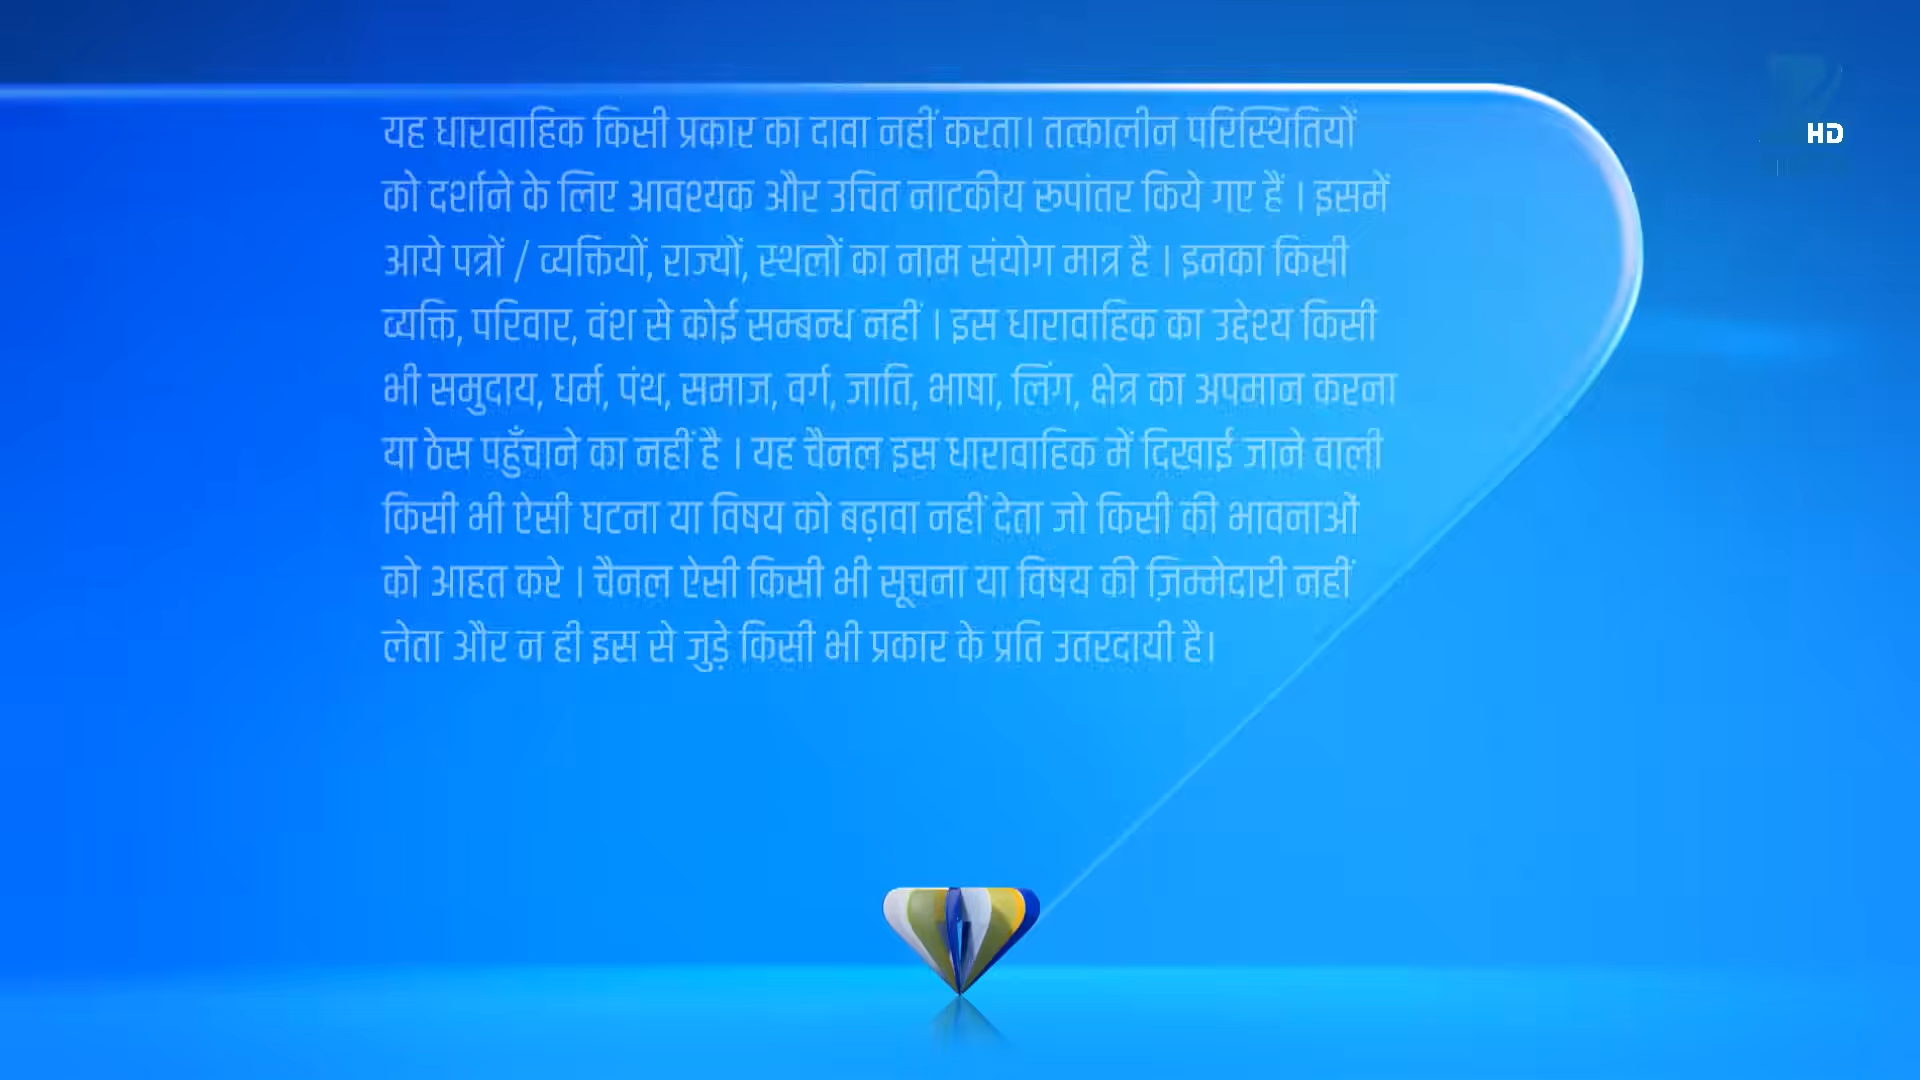 यह धारावाहिक किसी प्रकार का दावा नहीं करता। तत्कालीन परिस्थितियों
को दर्शाने के लिए आवश्यक और उचित नाटकीय रूपांतर किये गए हैं । इसमें
आये पत्रों / व्यक्तियों, राज्यों, स्थलों का नाम संयोग मात्र है । इनका किसी
व्यक्ति, परिवार, वंश से कोई सम्बन्ध नहीं । इस धारावाहिक का उद्देश्य किसी
भी समुदाय, धर्म, पंथ, समाज, वर्ग, जाति, भाषा, लिंग, क्षेत्र का अपमान करना
या ठेस पहुँचाने का नहीं है । यह चैनल इस धारावाहिक में दिखाई जाने वाली
किसी भी ऐसी घटना या विषय को बढ़ावा नहीं देता जो किसी की भावनाओं
को आहत करे । चैनल ऐसी किसी भी सूचना या विषय की ज़िम्मेदारी नहीं
लेता और न ही इस से जुड़े किसी भी प्रकार के प्रति उतरदायी है।
HD